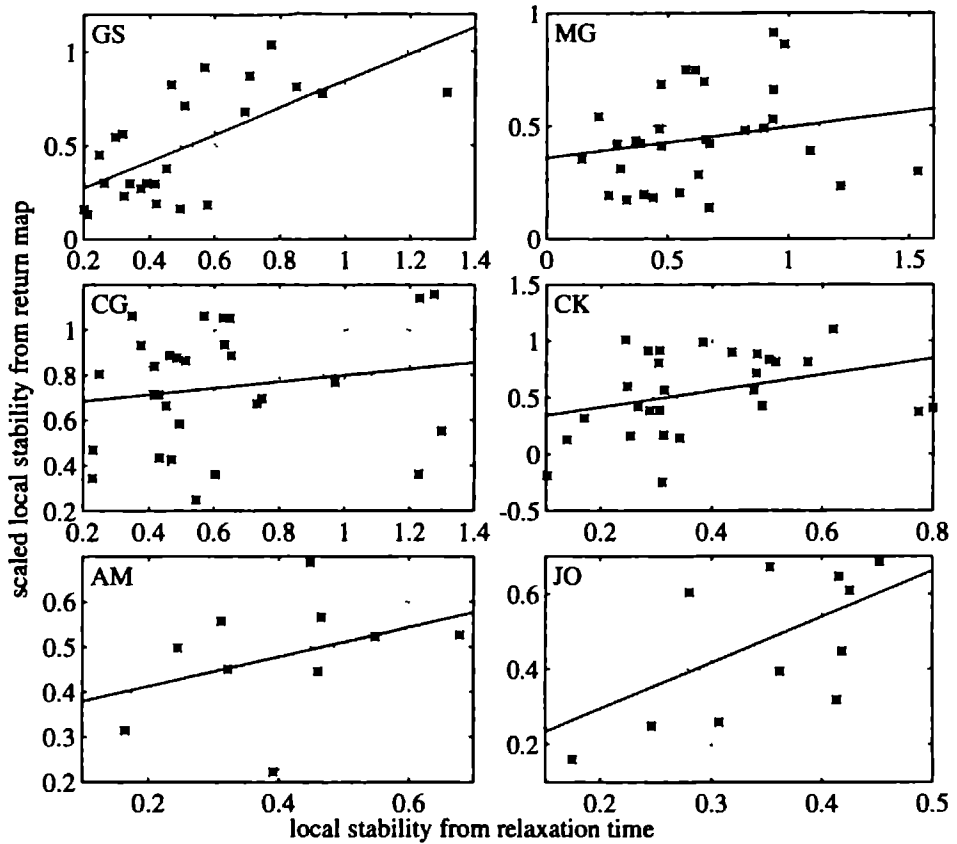 scaled local stability from return map
GS
1
0.5
0
0.2 0.4 0.6 0.8 1 1.2 1.4
MG
1
0.5
0
0 0.5 1 1.5
CG
1
0.8
0.6
0.4
0.2
0.2 0.4 0.6 0.8 1 1.2 1.4
CK
1.5
1
0.5
0
-0.5
0.2 0.4 0.6 0.8
AM
0.6
0.5
0.4
0.3
0.2
0.2 0.4 0.6
JO
0.6
0.4
0.2
0.2 0.3 0.4 0.5
local stability from relaxation time